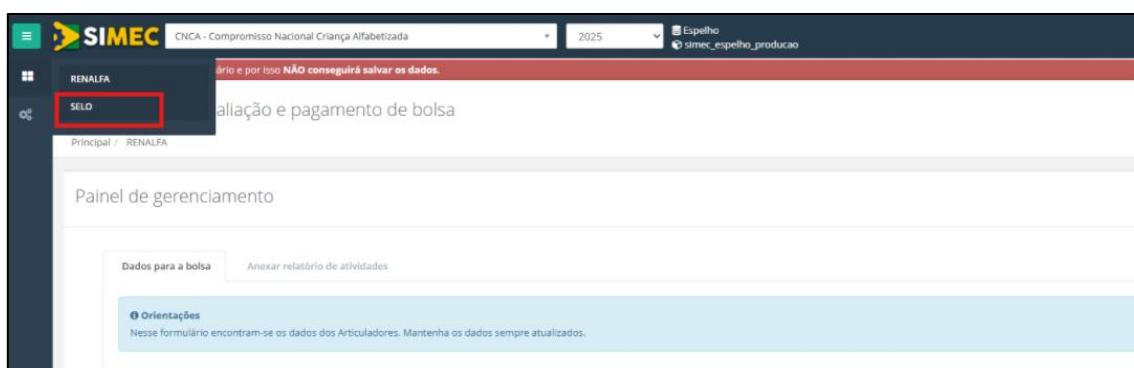 SIMEC CNCA - Compromisso Nacional Criança Alfabetizada 2025 Espelho
simec_espelho_producao
RENALFA
ário e por isso NÃO conseguirá salvar os dados.
SELO
aliação e pagamento de bolsa
Principal / RENALFA
Painel de gerenciamento
Dados para a bolsa Anexar relatório de atividades
Orientações
Nesse formulário encontram-se os dados dos Articuladores. Mantenha os dados sempre atualizados.